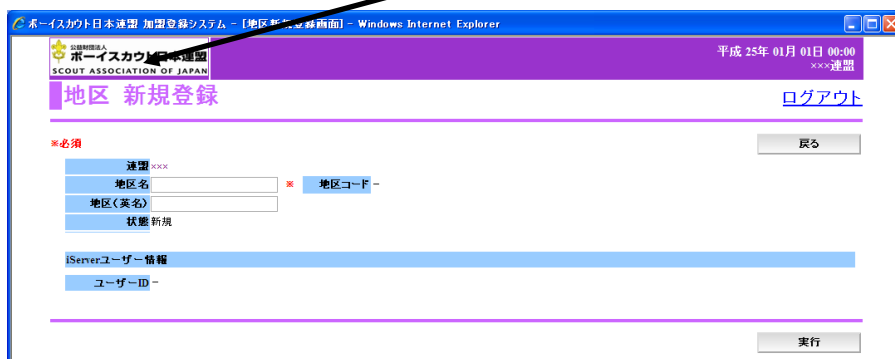 ボーイスカウト日本連盟 加盟登録システム - [地区新規登録画面] - Windows Internet Explorer
公益財団法人
ボーイスカウト日本連盟
SCOUT ASSOCIATION OF JAPAN
平成 25年 01月 01日 00:00
×××連盟
地区 新規登録
ログアウト
※必須
戻る
連盟 ×××
地区名 ※ 地区コード -
地区(英名)
状態 新規
iServerユーザー情報
ユーザーID -
実行